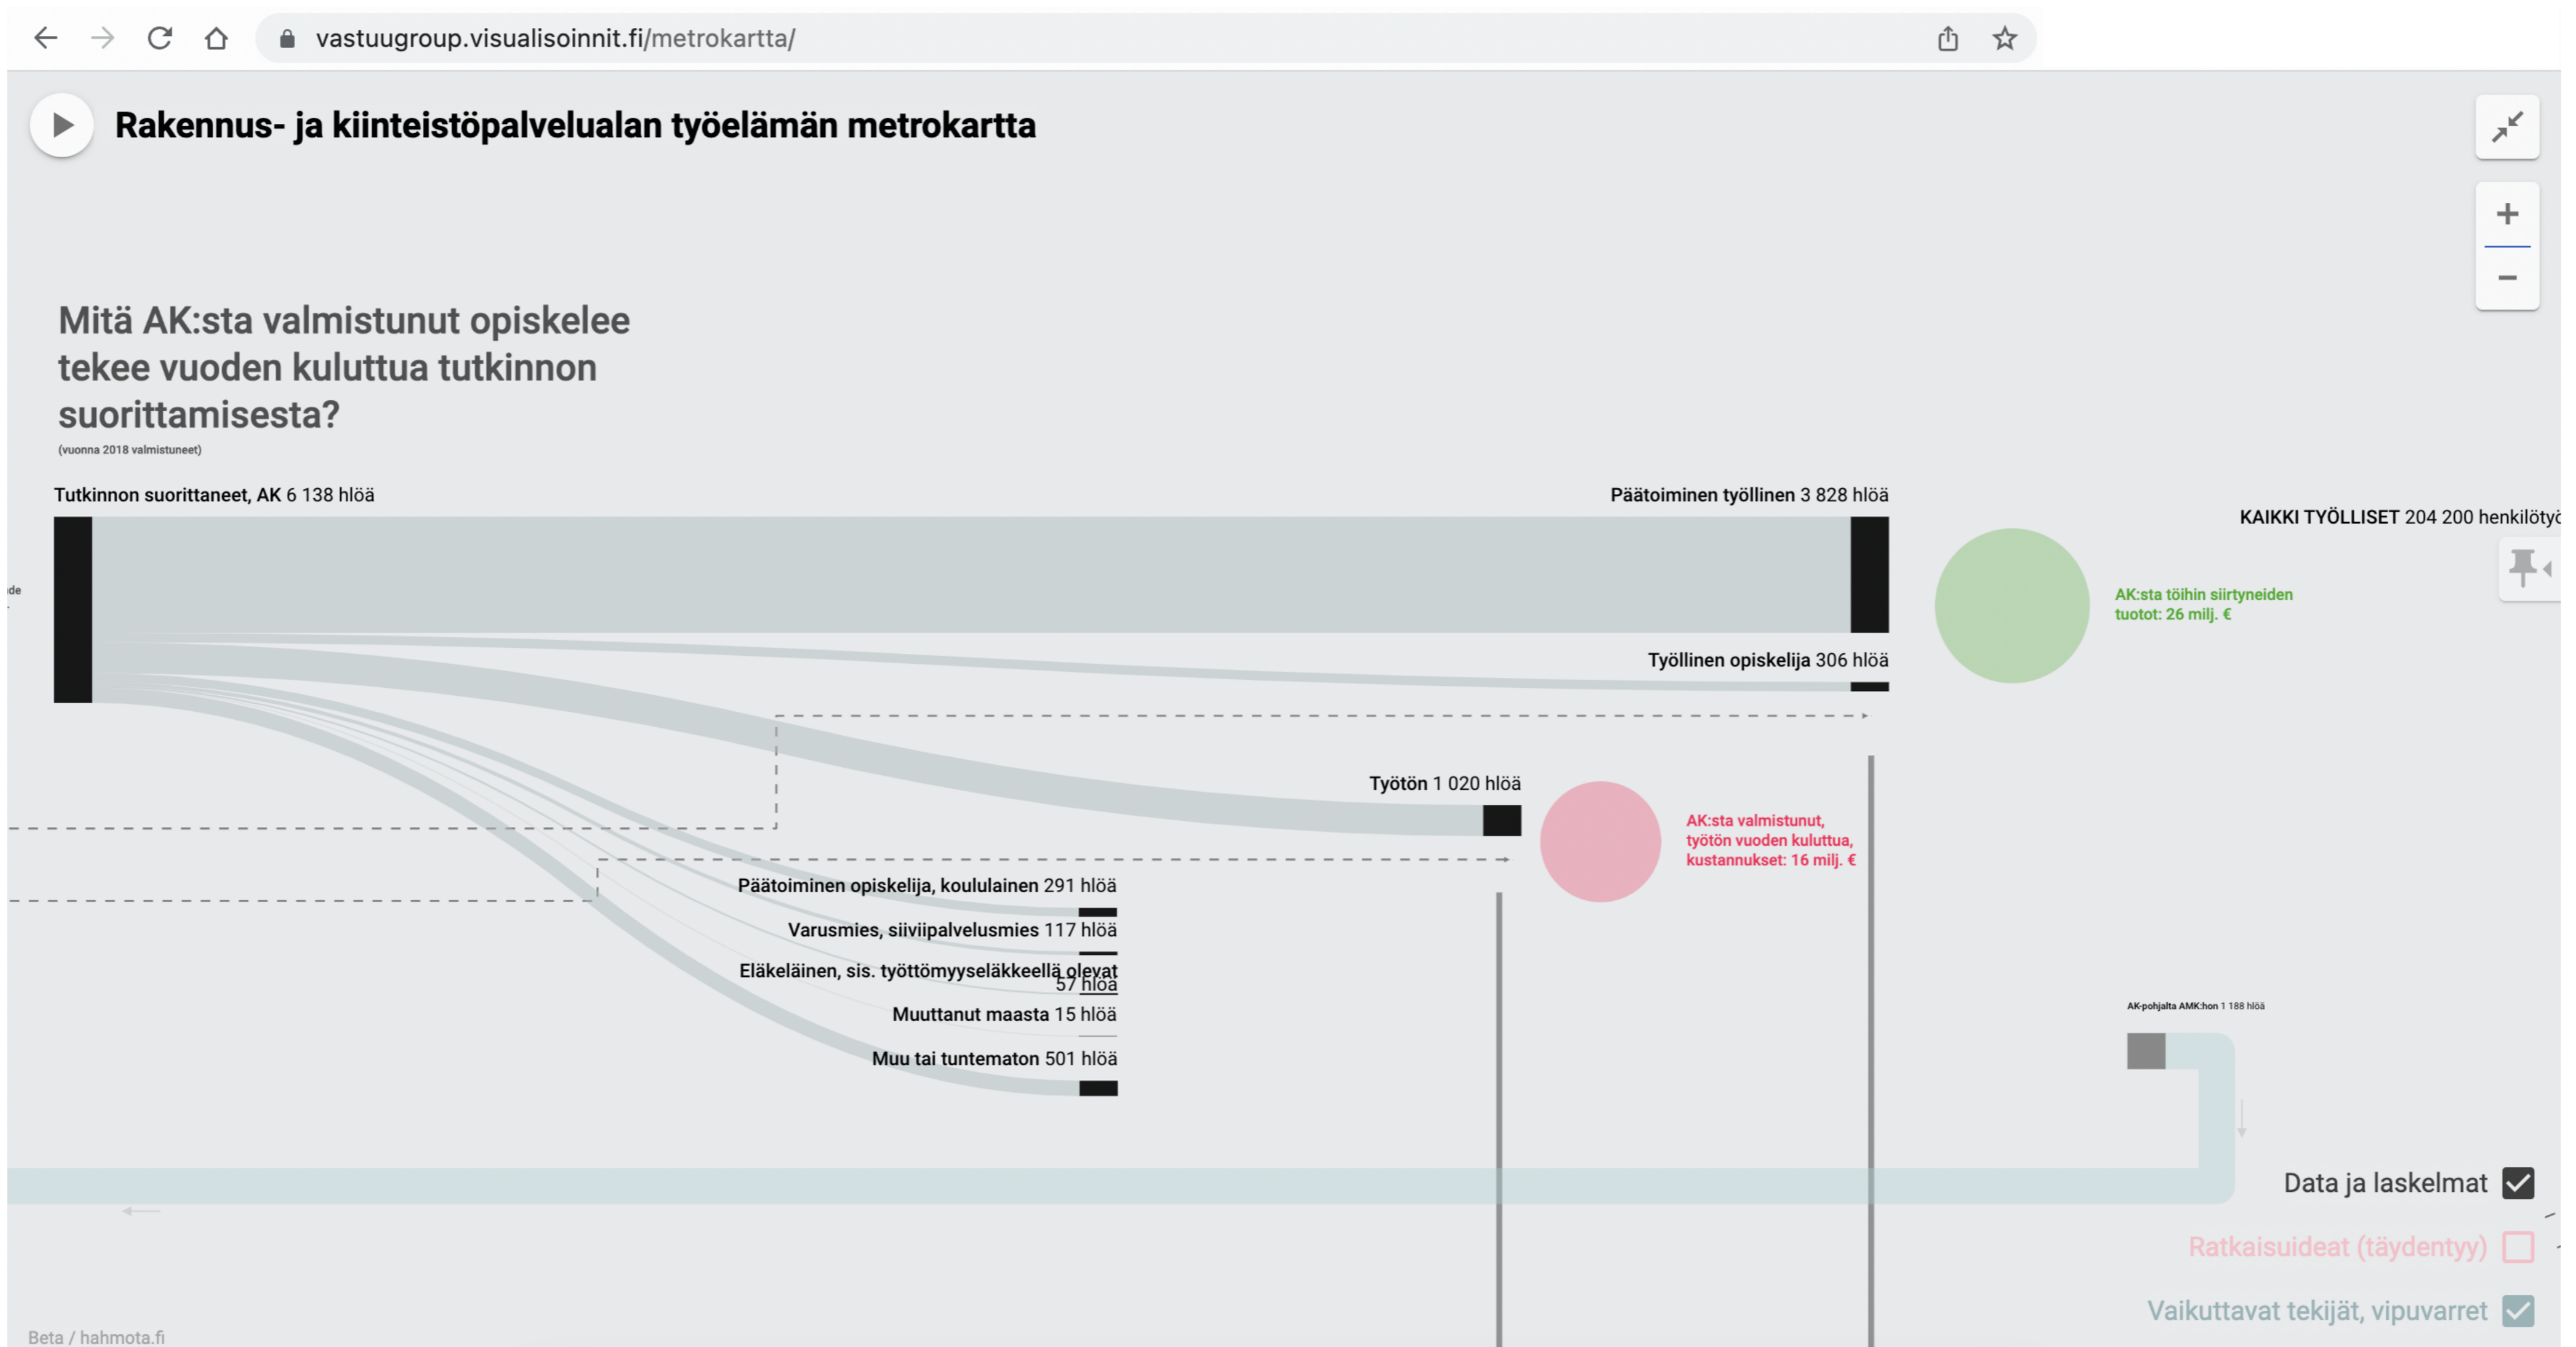 vastuugroup.visualisoinnit.fi/metrokartta/
Rakennus- ja kiinteistöpalvelualan työelämän metrokartta
Mitä AK:sta valmistunut opiskelee
tekee vuoden kuluttua tutkinnon
suorittamisesta?
(vuonna 2018 valmistuneet)
Tutkinnon suorittaneet, AK 6 138 hlöä
Päätoiminen työllinen 3 828 hlöä
KAIKKI TYÖLLISET 204 200 henkilötyö
de
AK:sta töihin siirtyneiden
tuotot: 26 milj. €
Työllinen opiskelija 306 hlöä
Työtön 1 020 hlöä
AK:sta valmistunut,
työtön vuoden kuluttua,
kustannukset: 16 milj. €
Päätoiminen opiskelija, koululainen 291 hlöä
Varusmies, siiviipalvelusmies 117 hlöä
Eläkeläinen, sis. työttömyyseläkkeellä olevat
57 hlöä
Muuttanut maasta 15 hlöä
Muu tai tuntematon 501 hlöä
AK-pohjalta AMK:hon 1 188 hlöä
Data ja laskelmat
Ratkaisuideat (täydentyy)
Vaikuttavat tekijät, vipuvarret
Beta / hahmota.fi